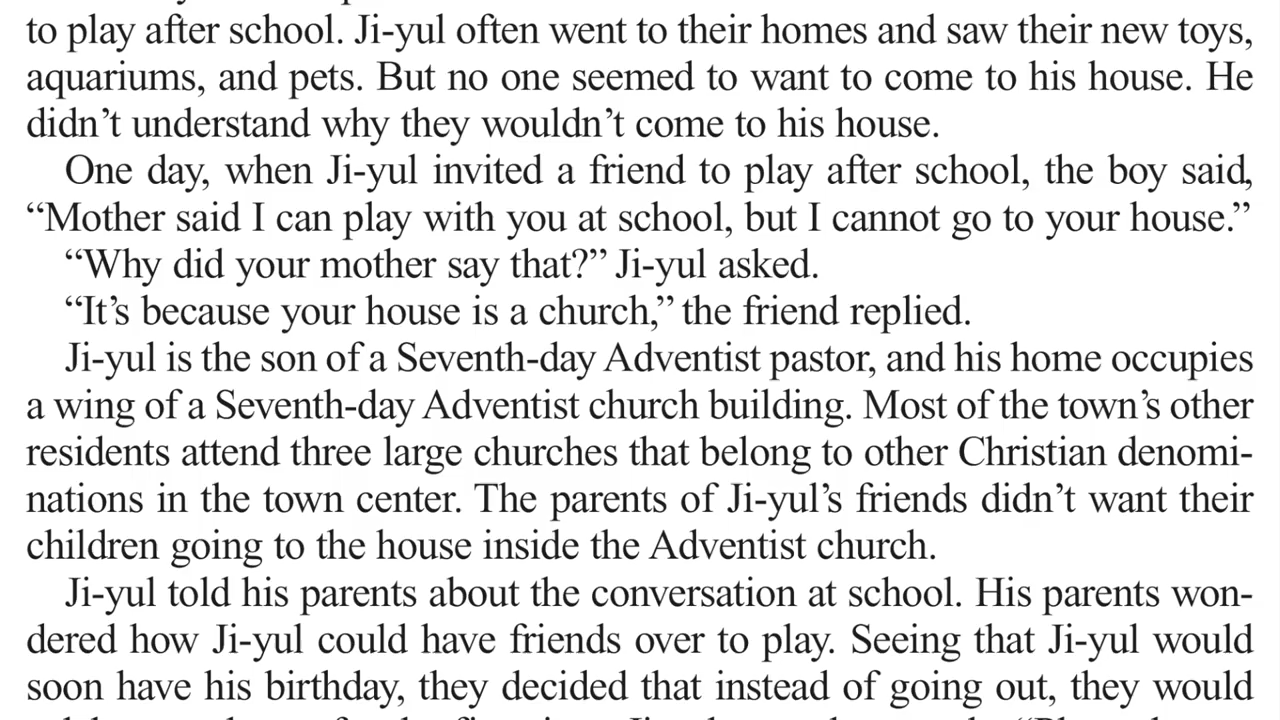 to play after school. Ji-yul often went to their homes and saw their new toys,
aquariums, and pets. But no one seemed to want to come to his house. He
didn’t understand why they wouldn’t come to his house.
One day, when Ji-yul invited a friend to play after school, the boy said,
“Mother said I can play with you at school, but I cannot go to your house.”
“Why did your mother say that?” Ji-yul asked.
“It’s because your house is a church,” the friend replied.
Ji-yul is the son of a Seventh-day Adventist pastor, and his home occupies
a wing of a Seventh-day Adventist church building. Most of the town’s other
residents attend three large churches that belong to other Christian denomi-
nations in the town center. The parents of Ji-yul’s friends didn’t want their
children going to the house inside the Adventist church.
Ji-yul told his parents about the conversation at school. His parents won-
dered how Ji-yul could have friends over to play. Seeing that Ji-yul would
soon have his birthday, they decided that instead of going out, they would